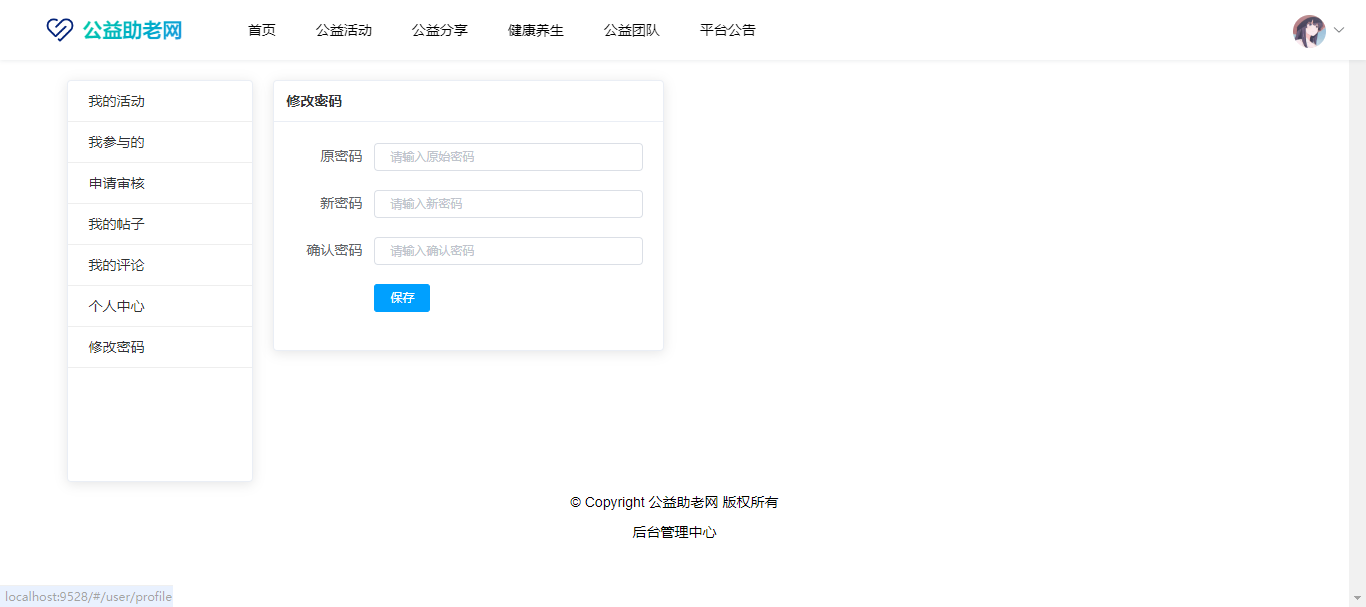 公益助老网
首页 公益活动 公益分享 健康养生 公益团队 平台公告
我的活动
我参与的
申请审核
我的帖子
我的评论
个人中心
修改密码
修改密码
原密码 请输入原始密码
新密码 请输入新密码
确认密码 请输入确认密码
保存
© Copyright 公益助老网 版权所有
后台管理中心
localhost:9528/#/user/profile